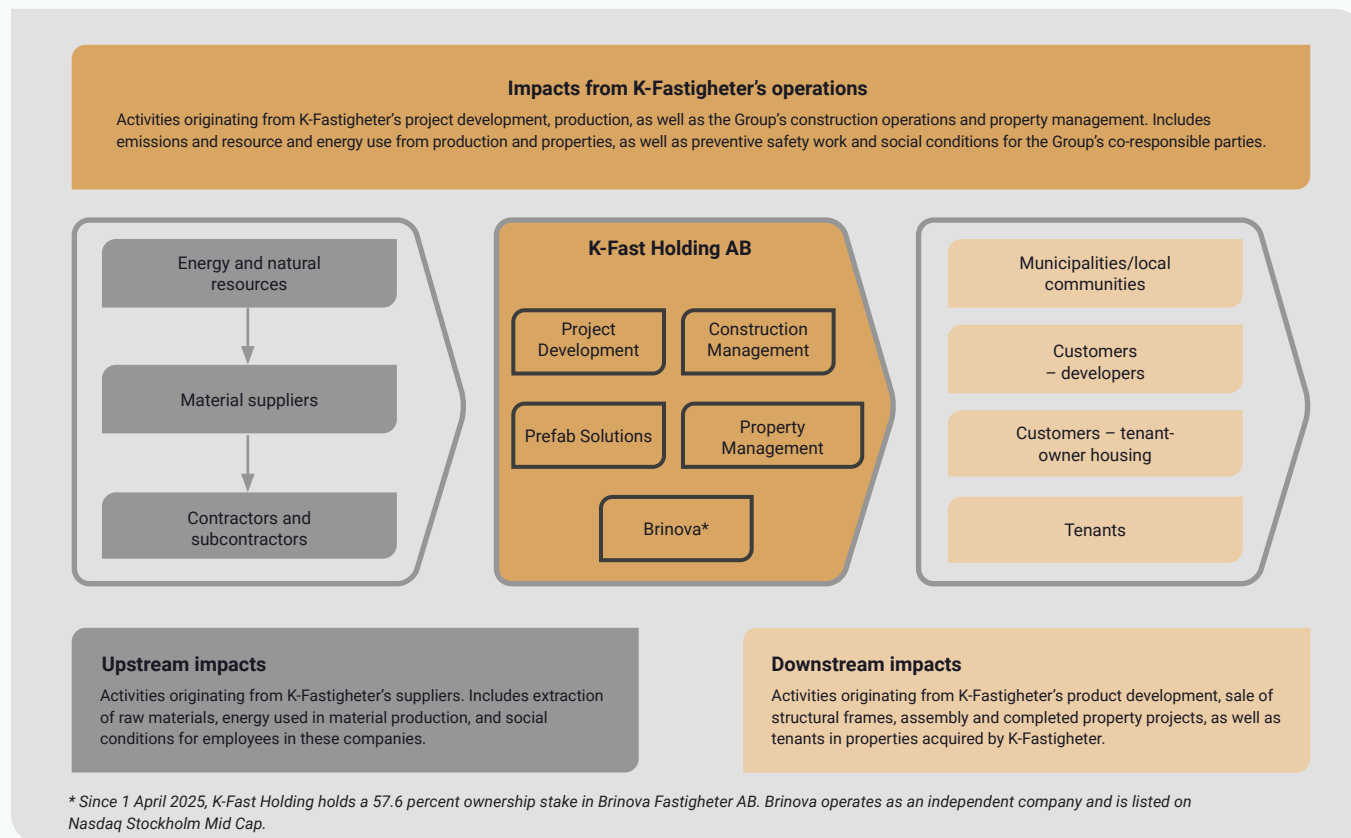 Impacts from K-Fastigheter’s operations
Activities originating from K-Fastigheter’s project development, production, as well as the Group’s construction operations and property management. Includes
emissions and resource and energy use from production and properties, as well as preventive safety work and social conditions for the Group’s co-responsible parties.
Energy and natural
resources
Material suppliers
Contractors and
subcontractors
K-Fast Holding AB
Project
Development
Construction
Management
Prefab Solutions
Property
Management
Brinova*
Municipalities/local
communities
Customers
– developers
Customers – tenant-
owner housing
Tenants
Upstream impacts
Activities originating from K-Fastigheter’s suppliers. Includes extraction
of raw materials, energy used in material production, and social
conditions for employees in these companies.
Downstream impacts
Activities originating from K-Fastigheter’s product development, sale of
structural frames, assembly and completed property projects, as well as
tenants in properties acquired by K-Fastigheter.
* Since 1 April 2025, K-Fast Holding holds a 57.6 percent ownership stake in Brinova Fastigheter AB. Brinova operates as an independent company and is listed on
Nasdaq Stockholm Mid Cap.